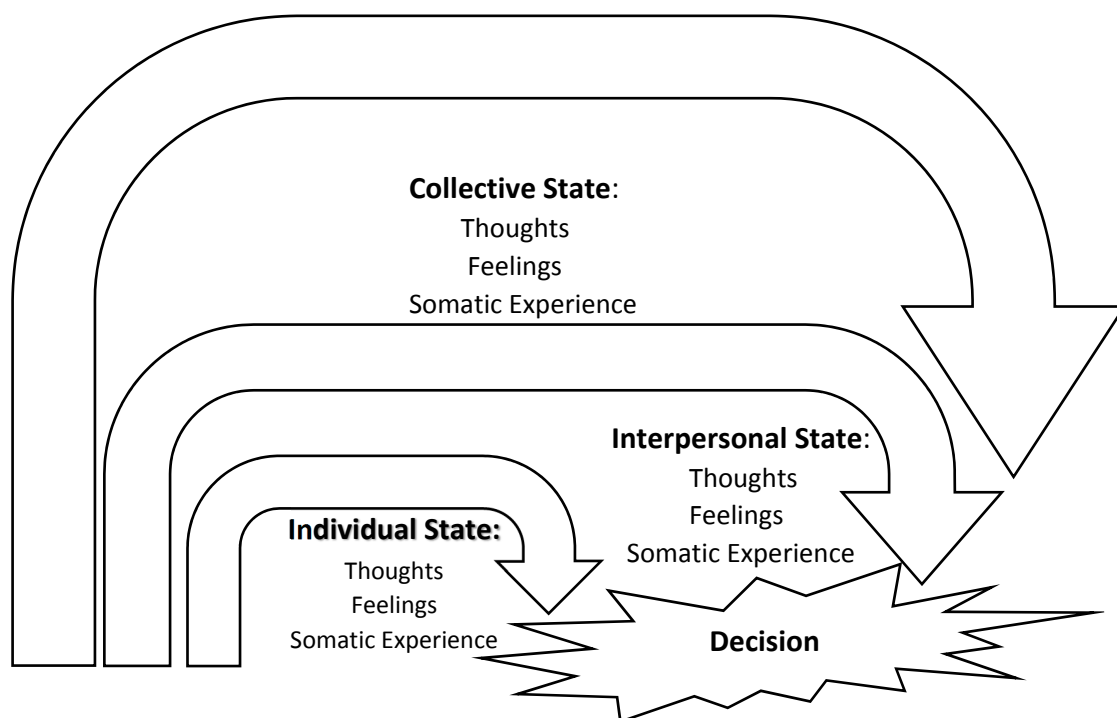 Collective State:
Thoughts
Feelings
Somatic Experience
Interpersonal State:
Thoughts
Feelings
Somatic Experience
Individual State:
Thoughts
Feelings
Somatic Experience
Decision